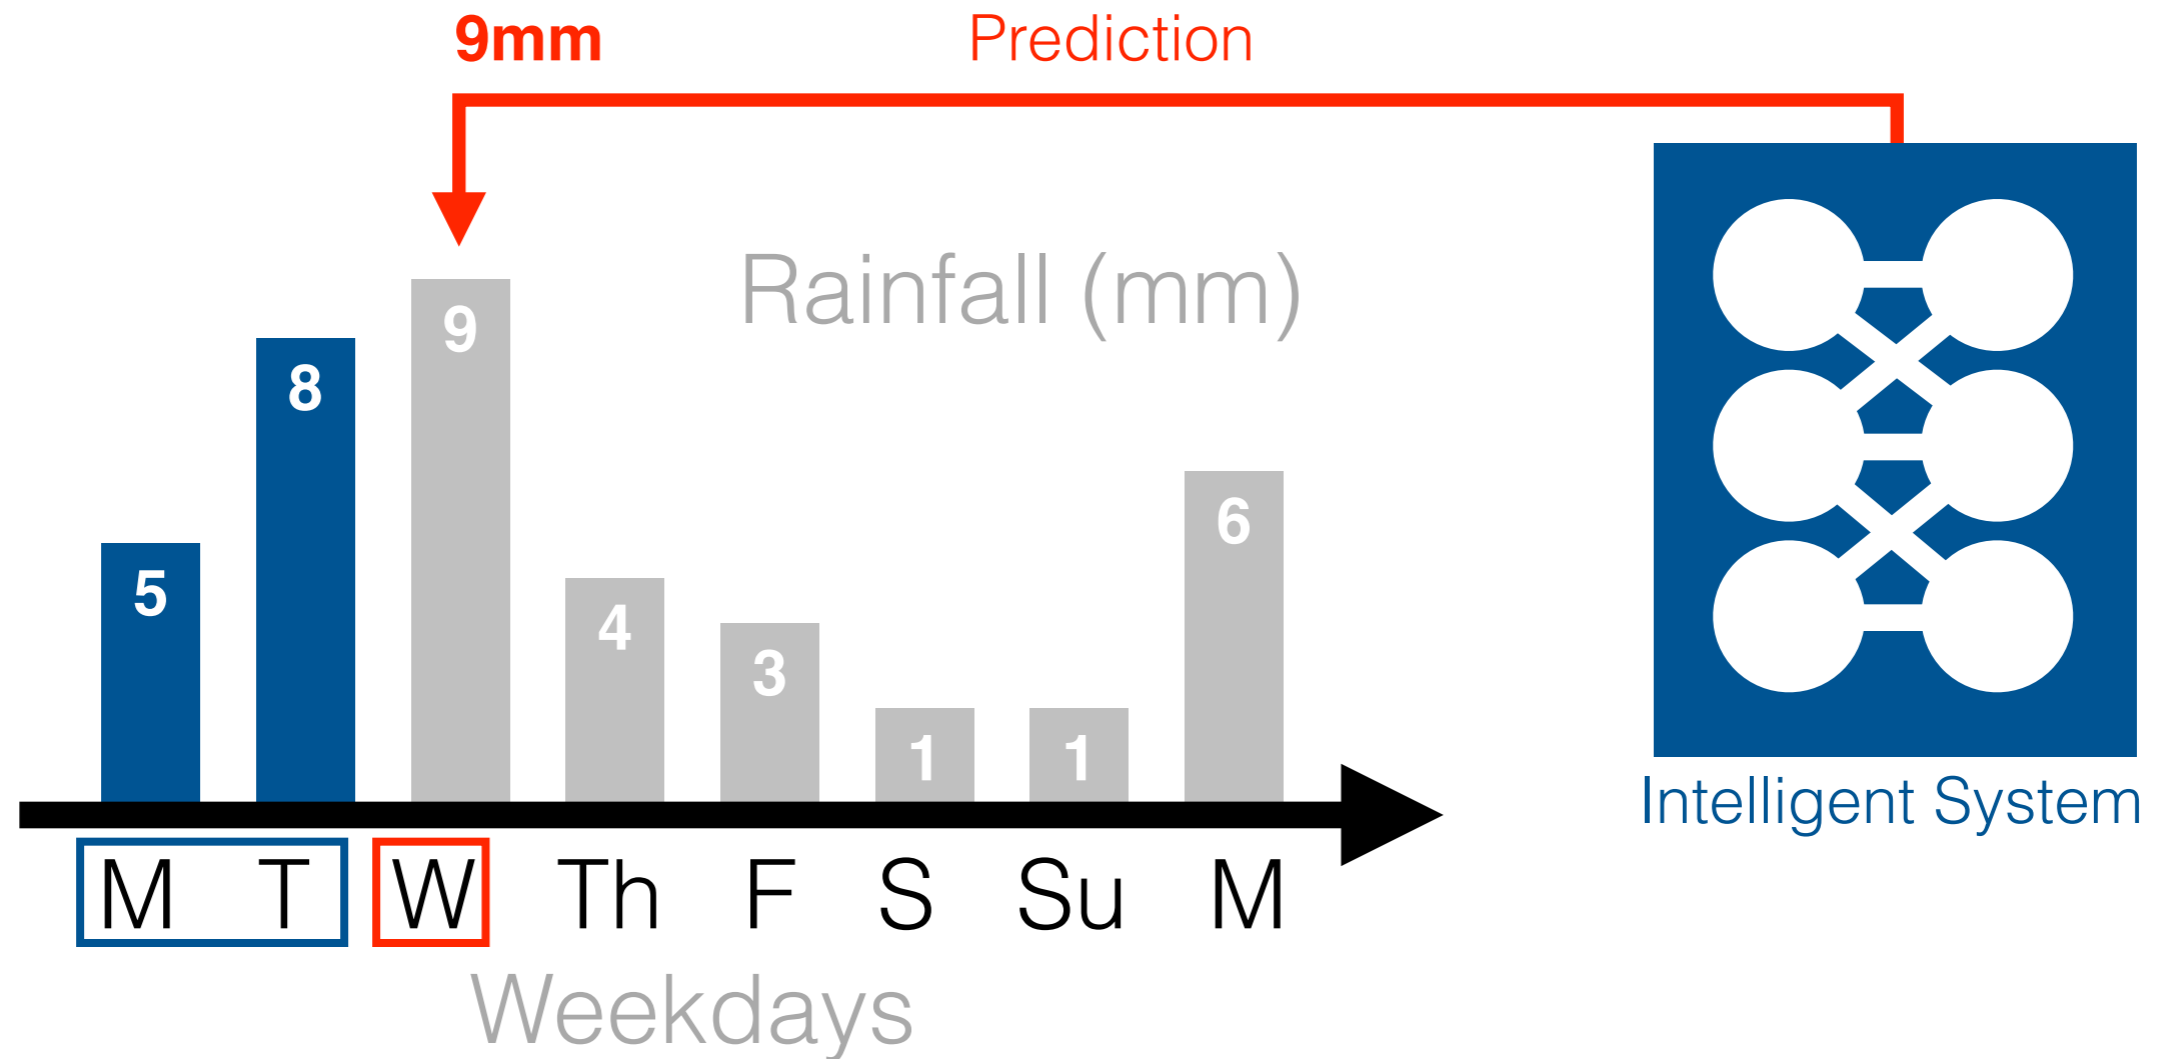 9mm Prediction
Rainfall (mm)
9
8
6
5
4
3
1 1
Intelligent System
M T W Th F S Su M
Weekdays